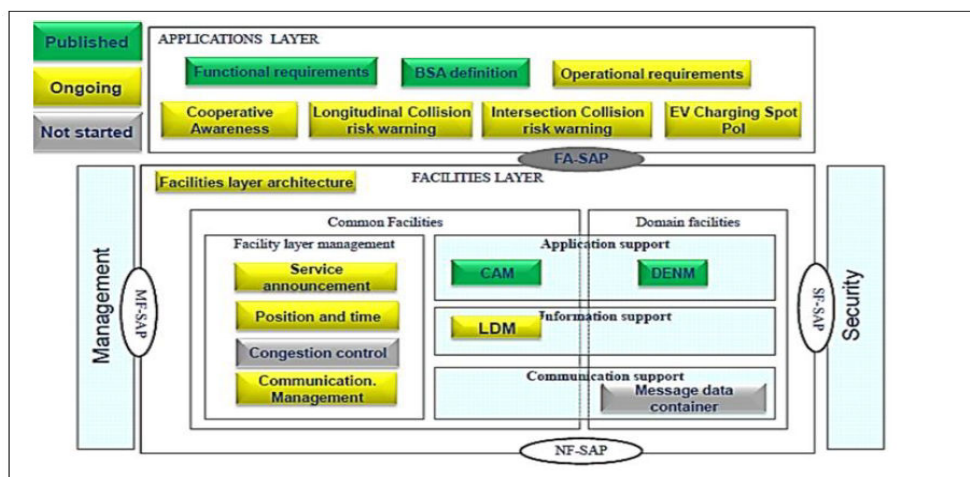 Published
Ongoing
Not started
APPLICATIONS LAYER
Functional requirements
BSA definition
Operational requirements
Cooperative
Awareness
Longitudinal Collision
risk warning
Intersection Collision
risk warning
EV Charging Spot
PoI
FA-SAP
Facilities layer architecture
FACILITIES LAYER
Management
MF-SAP
Common Facilities
Domain facilities
Facility layer management
Service
announcement
Position and time
Congestion control
Communication.
Management
Application support
CAM
DENM
Information support
LDM
Communication support
Message data
container
SF-SAP
Security
NF-SAP